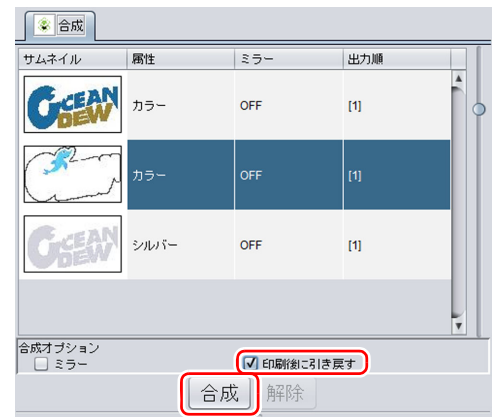 合成
サムネイル 属性 ミラー 出力順
OCEAN DEW カラー OFF [1]
カラー OFF [1]
OCEAN DEW シルバー OFF [1]
合成オプション
ミラー 印刷後に引き戻す
合成 解除